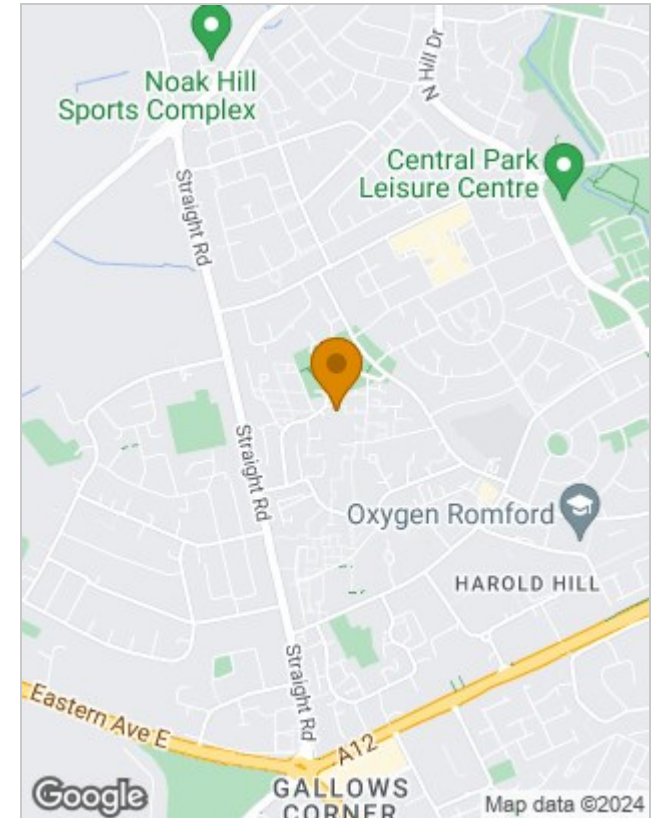 Noak Hill
Sports Complex
N Hill Dr
Central Park
Leisure Centre
Straight Rd
Straight Rd
Oxygen Romford
HAROLD HILL
Straight Rd
Eastern Ave E
A12
GALLOWS
CORNER
Google
Map data ©2024